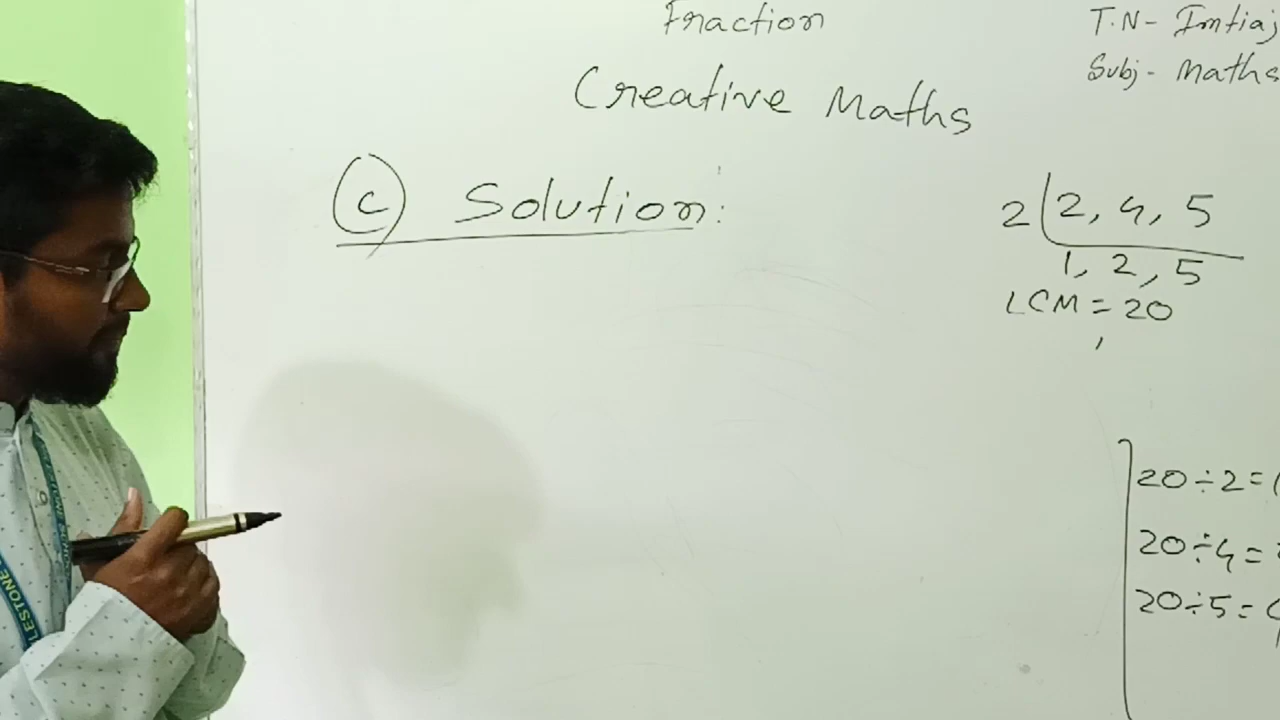 Fraction
Creative Maths
T.N- Imtiaj
Subj- Maths
(c) Solution:
2 2, 4, 5
1, 2, 5
LCM = 20
20÷2=
20÷4=
20÷5=